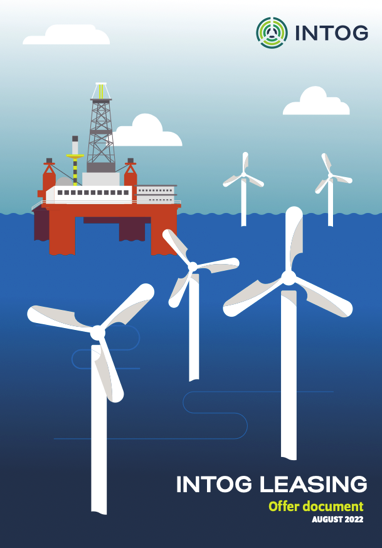 INTOG
INTOG LEASING
Offer document
AUGUST 2022